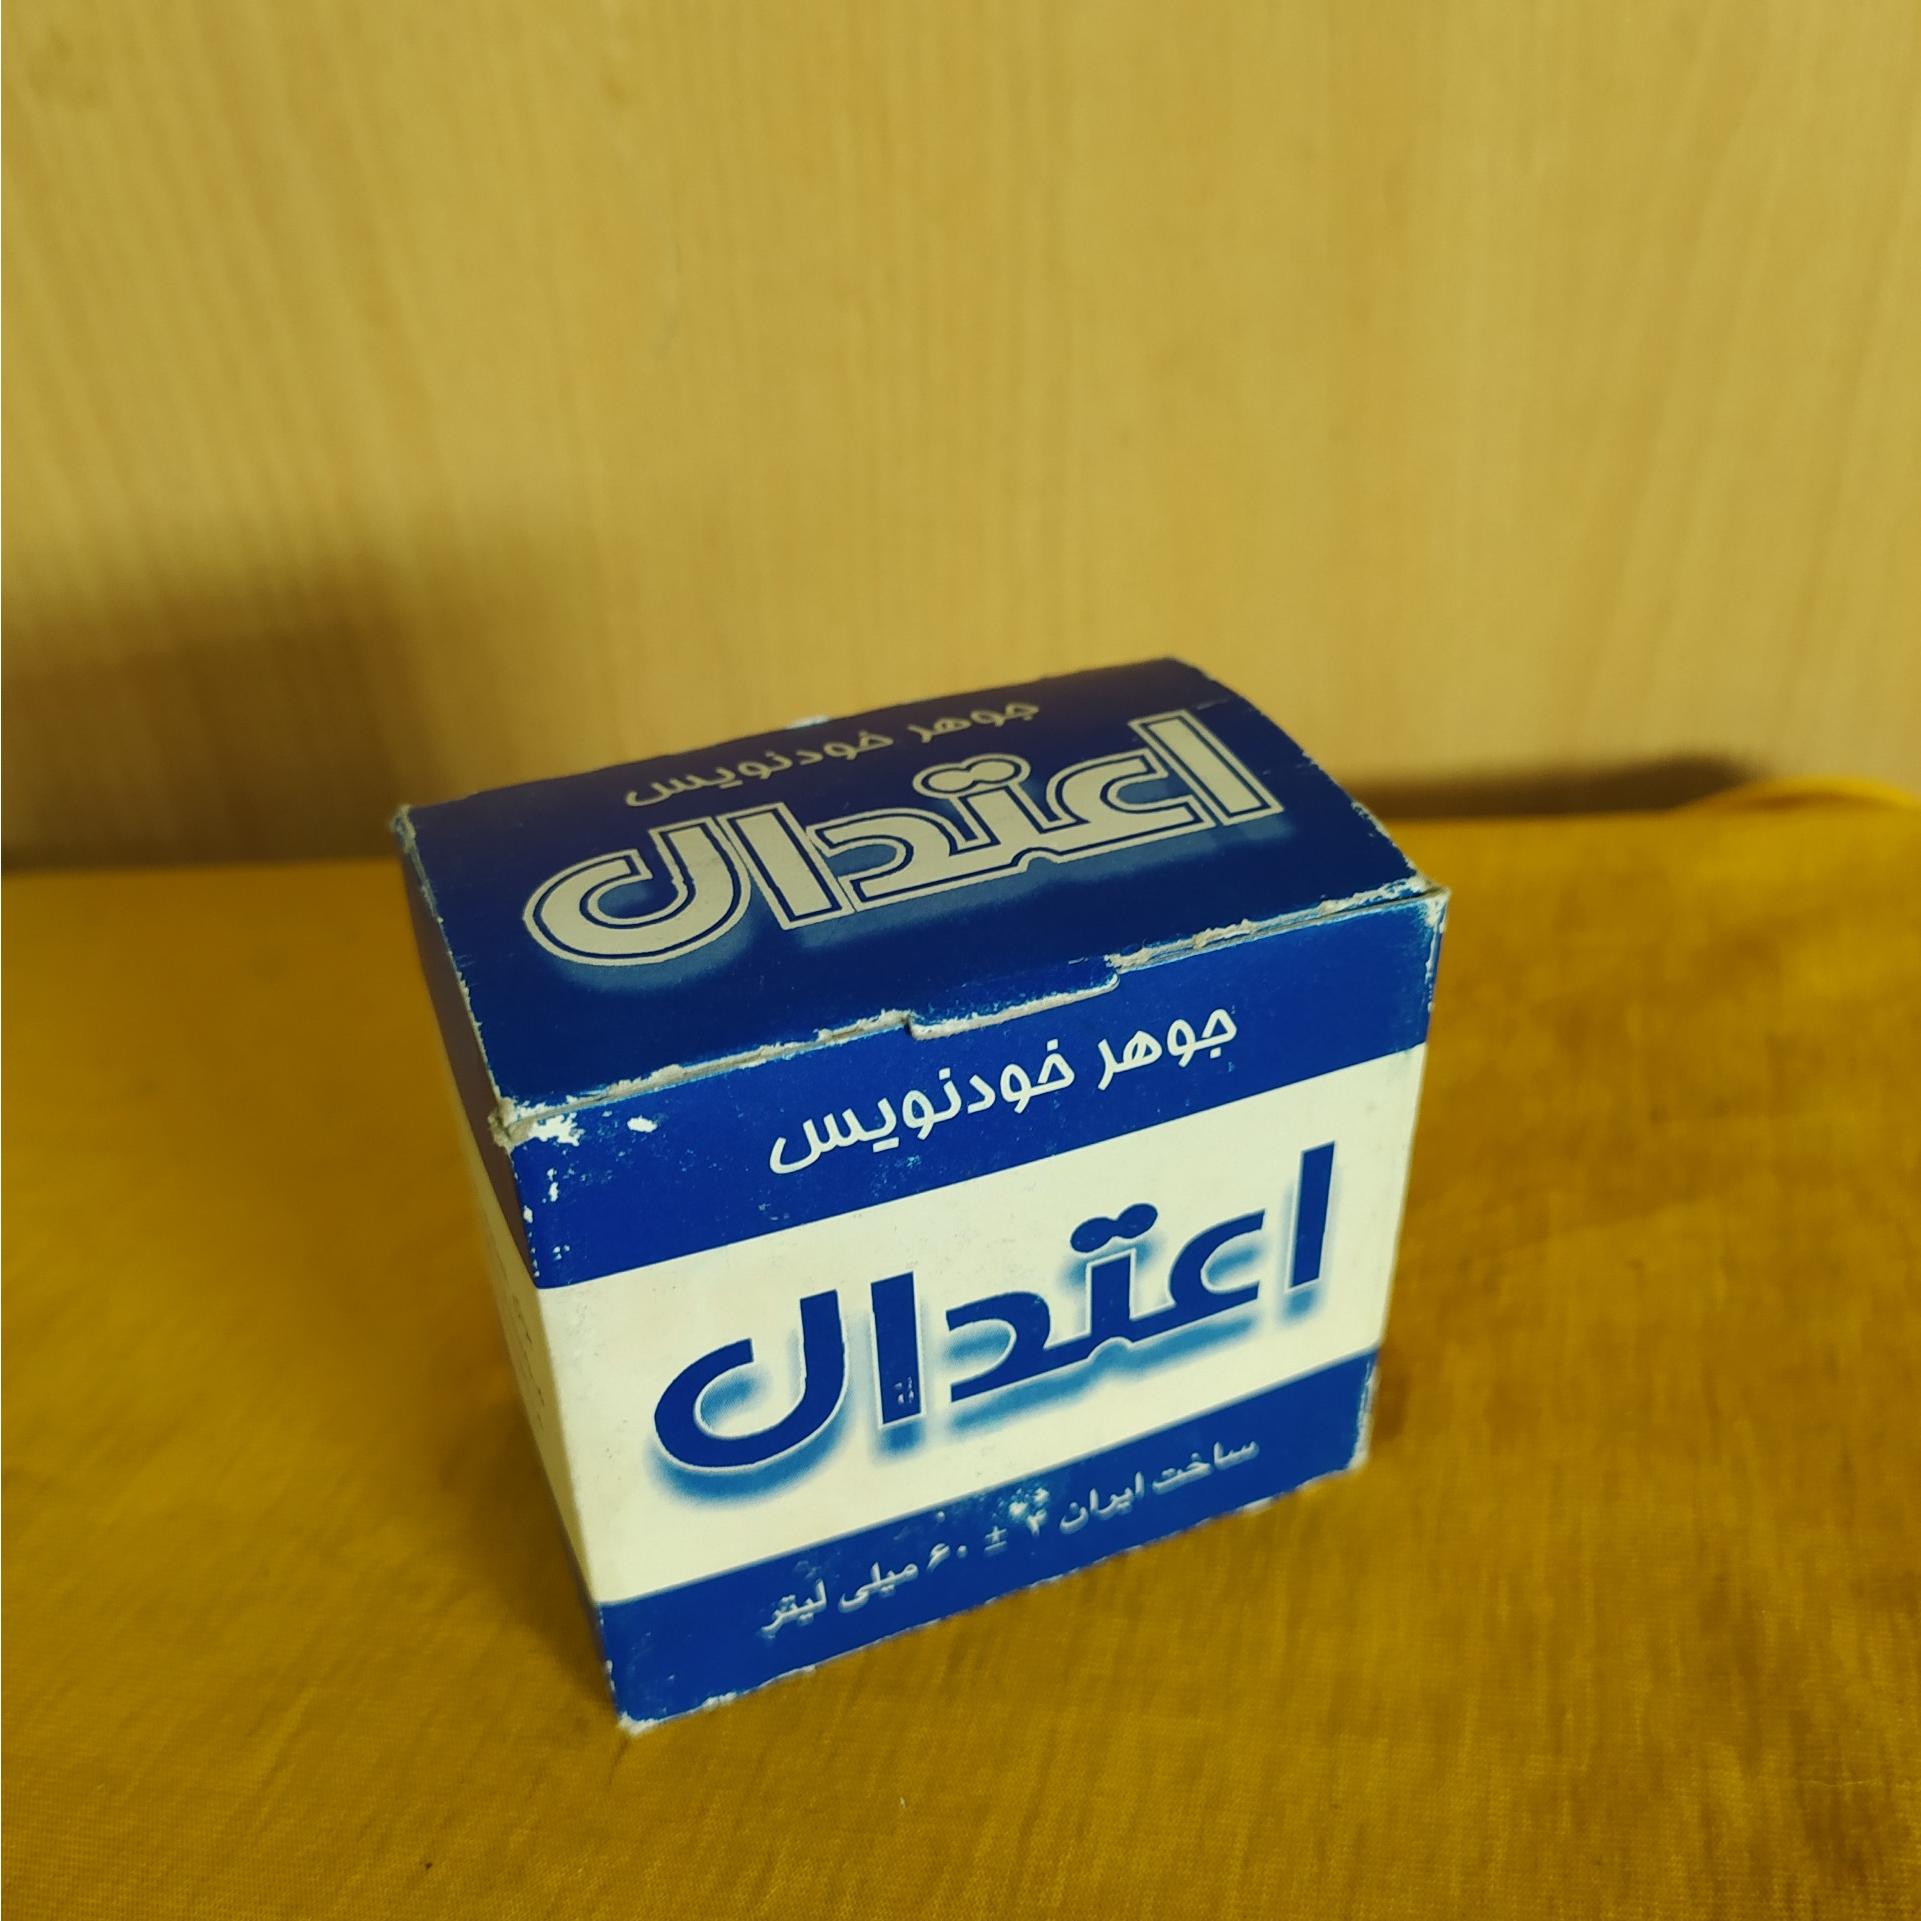 جوهر خودنویس
اعتدال
جوهر خودنویس
اعتدال
ساخت ایران ۴ ± ۶۰ میلی لیتر